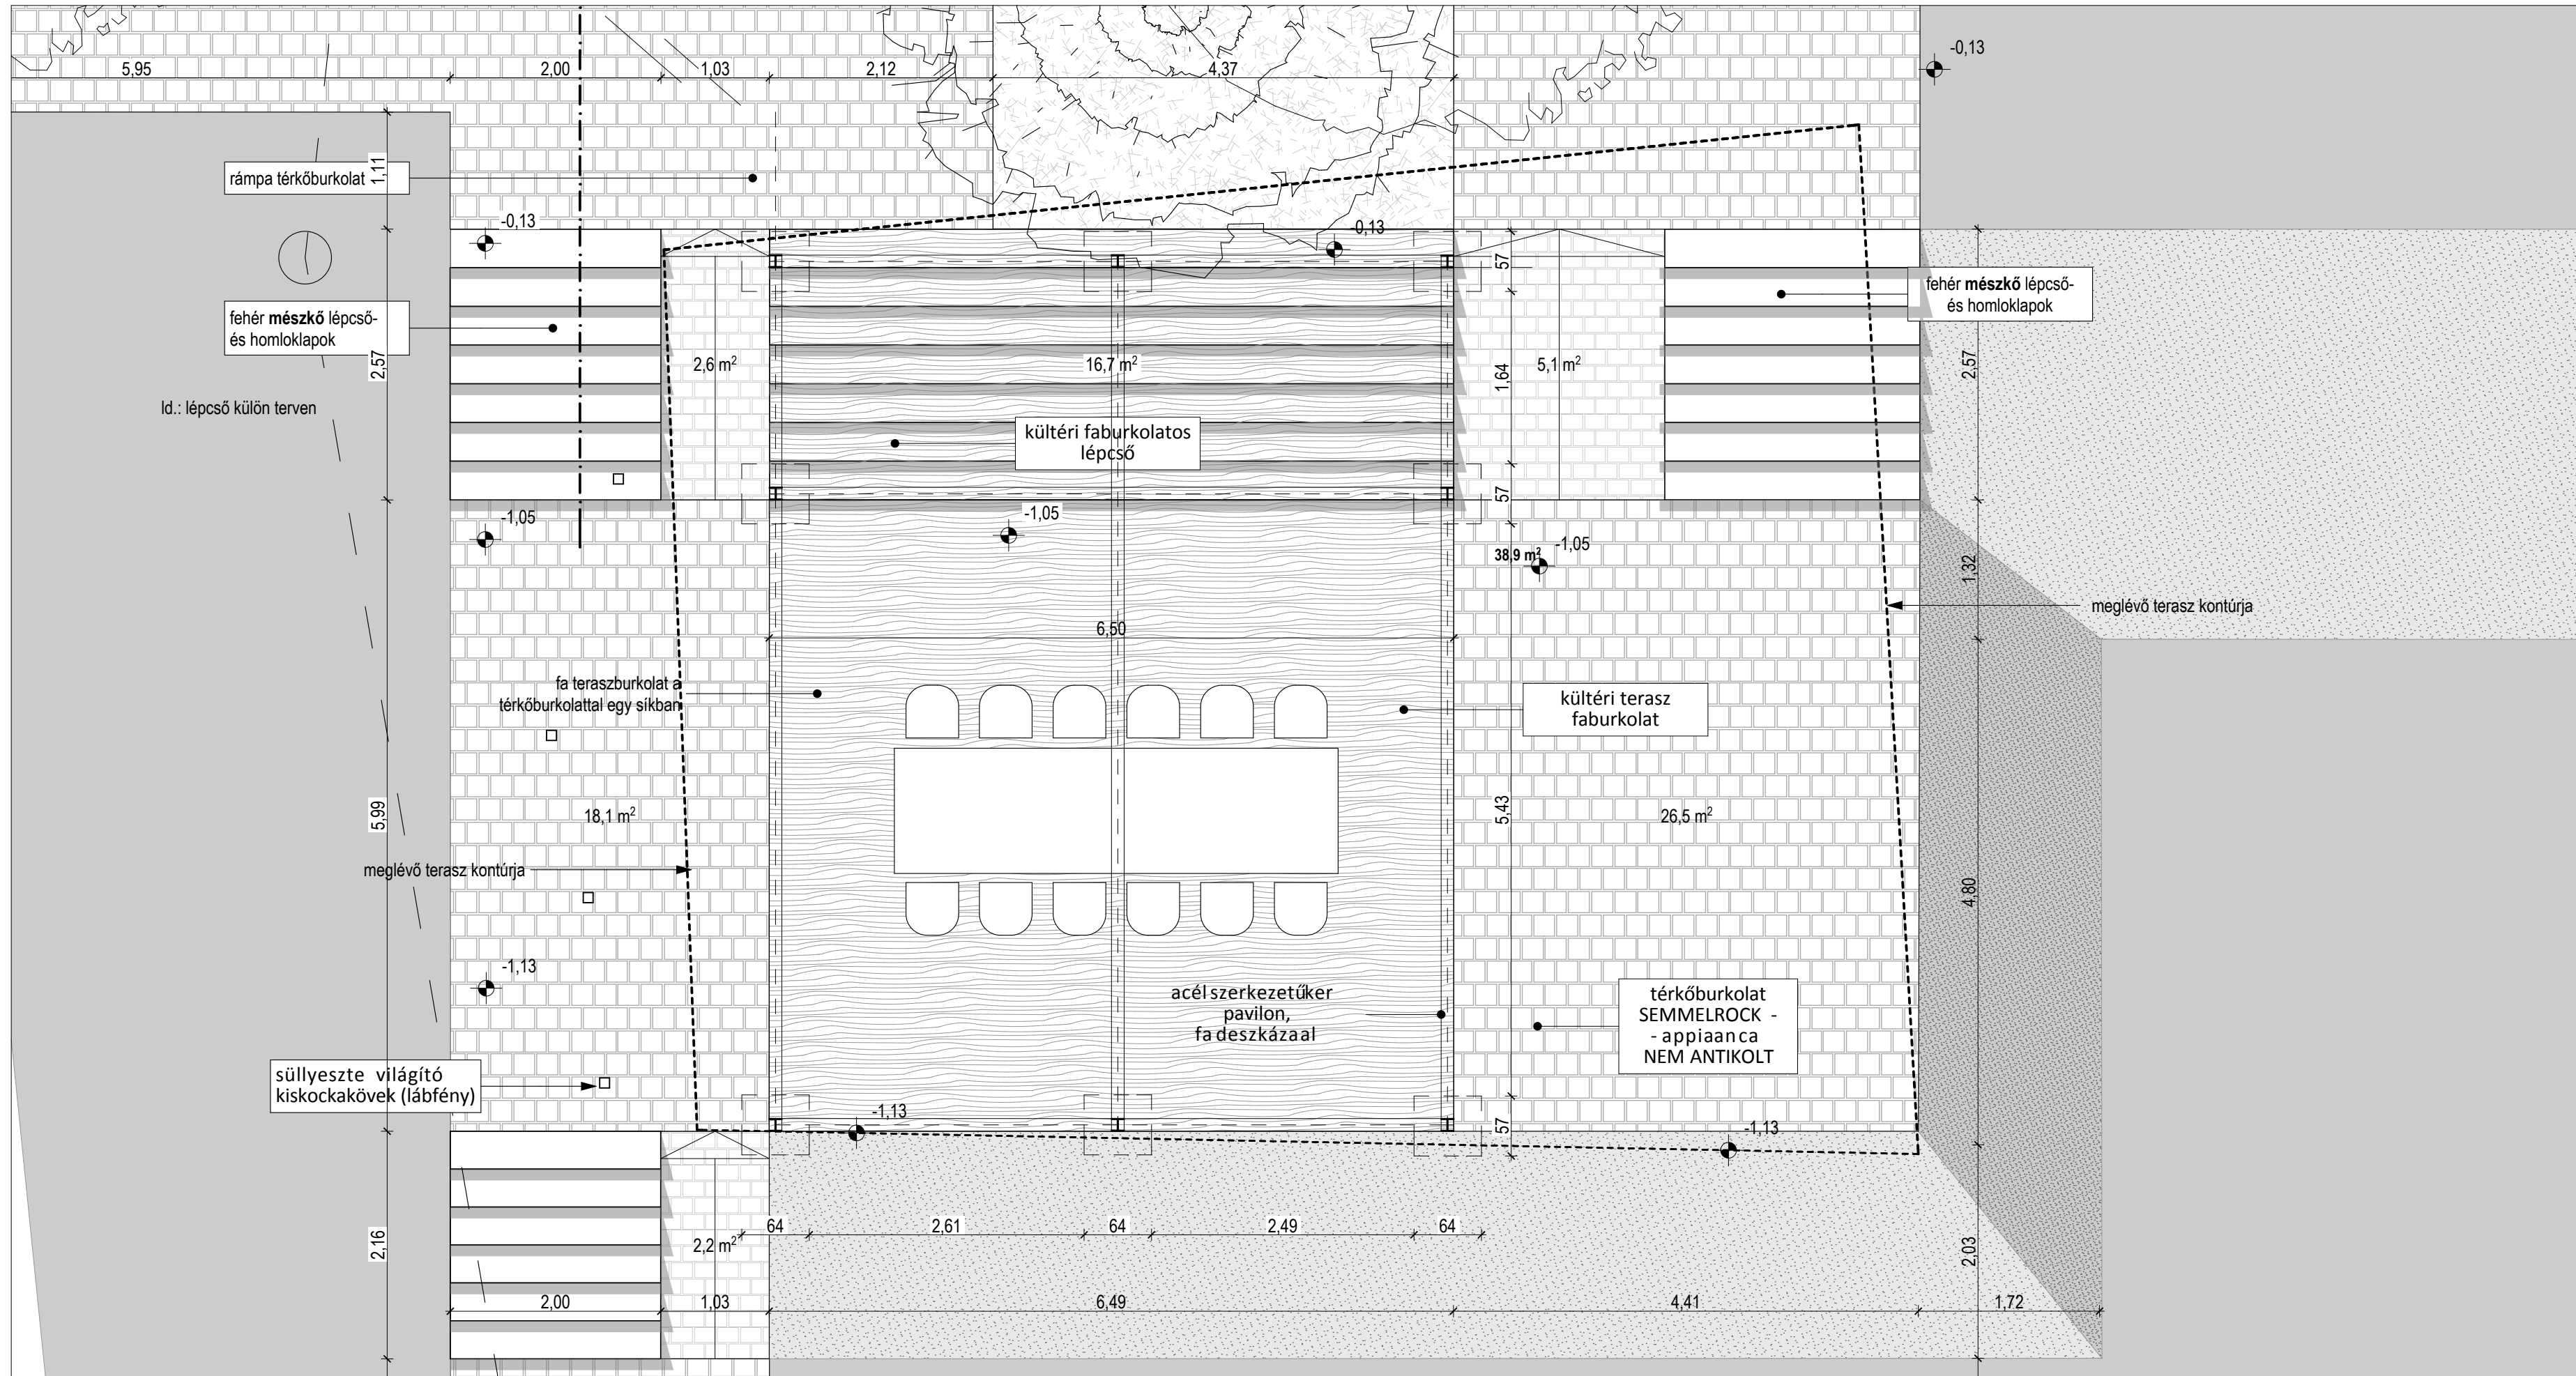 -0,13
5,95
2,00
1,03
2,12
4,37
1,11
rámpa térkőburkolat
-0,13
-0,13
57
fehér mészkő lépcső-
és homloklapok
fehér mészkő lépcső-
és homloklapok
2,57
2,6 m²
16,7 m²
1,64
5,1 m²
2,57
ld.: lépcső külön terven
kültéri faburkolatos
lépcső
57
-1,05
-1,05
38,9 m²
-1,05
1,32
meglévő terasz kontúrja
6,50
fa teraszburkolat a
térkőburkolattal egy síkban
kültéri terasz
faburkolat
5,99
18,1 m²
5,43
26,5 m²
meglévő terasz kontúrja
4,80
-1,13
acél szerkezetűker
pavilon,
fa deszkázaal
térkőburkolat
SEMMELROCK -
- appiaanca
NEM ANTIKOLT
süllyeszte világító
kiskockakövek (lábfény)
-1,13
57
-1,13
2,16
2,2 m²
64
2,61
64
2,49
64
2,03
2,00
1,03
6,49
4,41
1,72